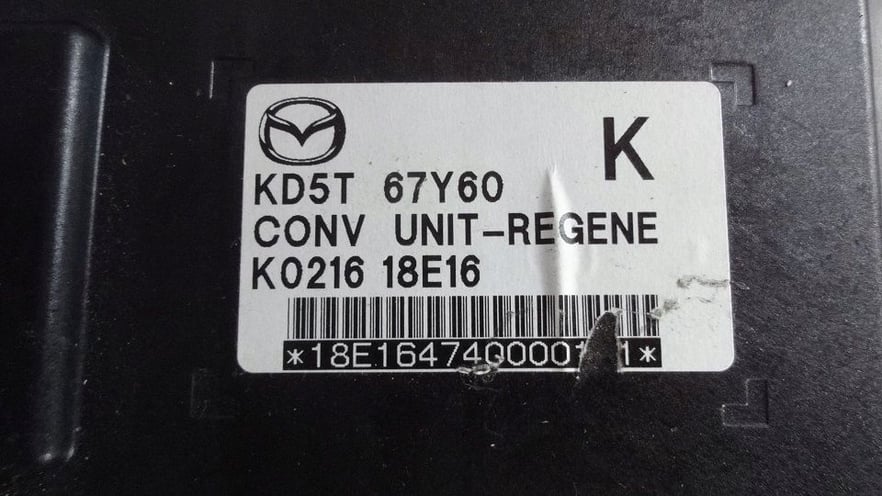 K
KD5T 67Y60
CONV UNIT-REGENE
K0216 18E16